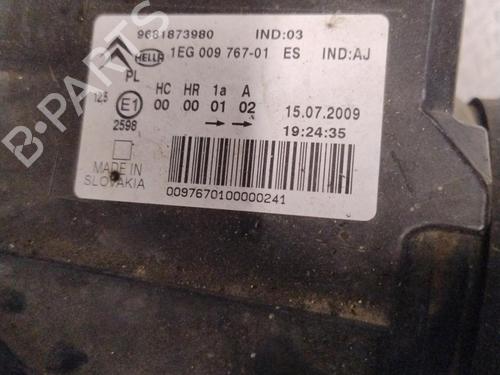 9681873980 IND:03
HELLA 1EG 009 767-01 ES IND:AJ
PL
HC HR 1a A
125 E1 00 00 01 02 15.07.2009
2598 → → 19:24:35
MADE IN
SLOVAKIA
0097670100000241
B-PARTS